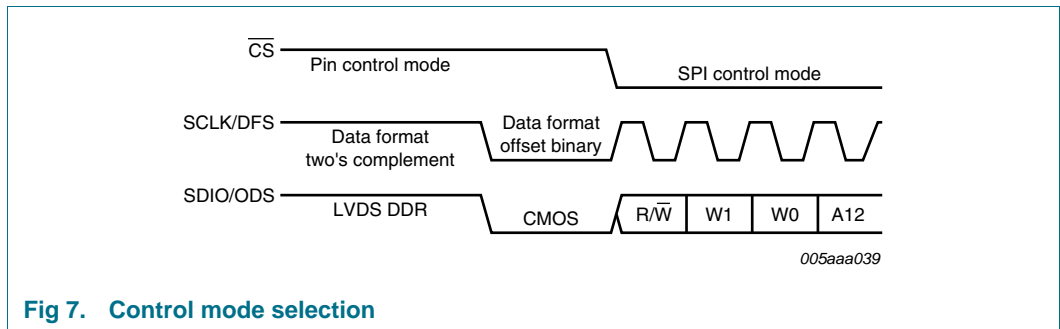 C̅S̅
Pin control mode
SPI control mode
SCLK/DFS
Data format
two's complement
Data format
offset binary
SDIO/ODS
LVDS DDR
CMOS
R/W̅
W1
W0
A12
005aaa039
Fig 7. Control mode selection